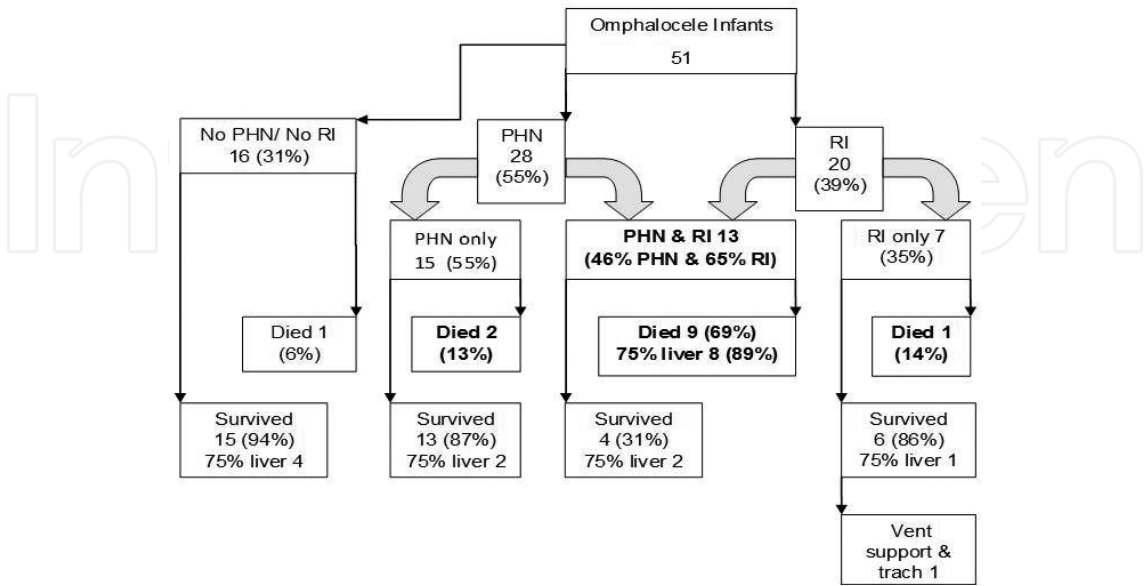 Omphalocele Infants
51
No PHN/ No RI
16 (31%)
PHN
28
(55%)
RI
20
(39%)
PHN only
15 (55%)
PHN & RI 13
(46% PHN & 65% RI)
RI only 7
(35%)
Died 1
(6%)
Died 2
(13%)
Died 9 (69%)
75% liver 8 (89%)
Died 1
(14%)
Survived
15 (94%)
75% liver 4
Survived
13 (87%)
75% liver 2
Survived
4 (31%)
75% liver 2
Survived
6 (86%)
75% liver 1
Vent
support &
trach 1